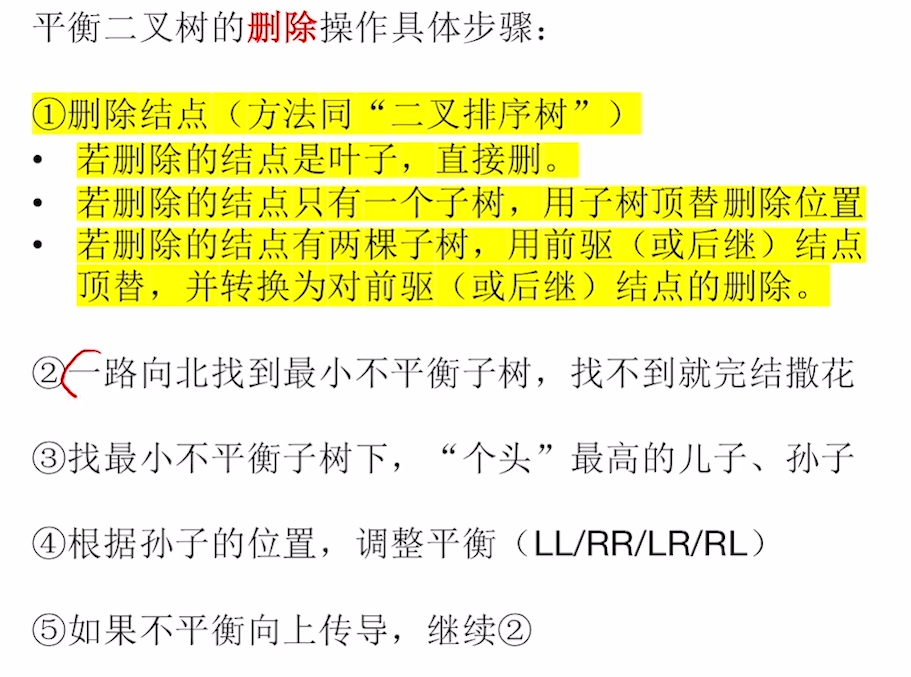 平衡二叉树的删除操作具体步骤：
①删除结点（方法同“二叉排序树”）
• 若删除的结点是叶子，直接删。
• 若删除的结点只有一个子树，用子树顶替删除位置
• 若删除的结点有两棵子树，用前驱（或后继）结点
顶替，并转换为对前驱（或后继）结点的删除。
②一路向北找到最小不平衡子树，找不到就完结撒花
③找最小不平衡子树下，“个头”最高的儿子、孙子
④根据孙子的位置，调整平衡（LL/RR/LR/RL）
⑤如果不平衡向上传导，继续②